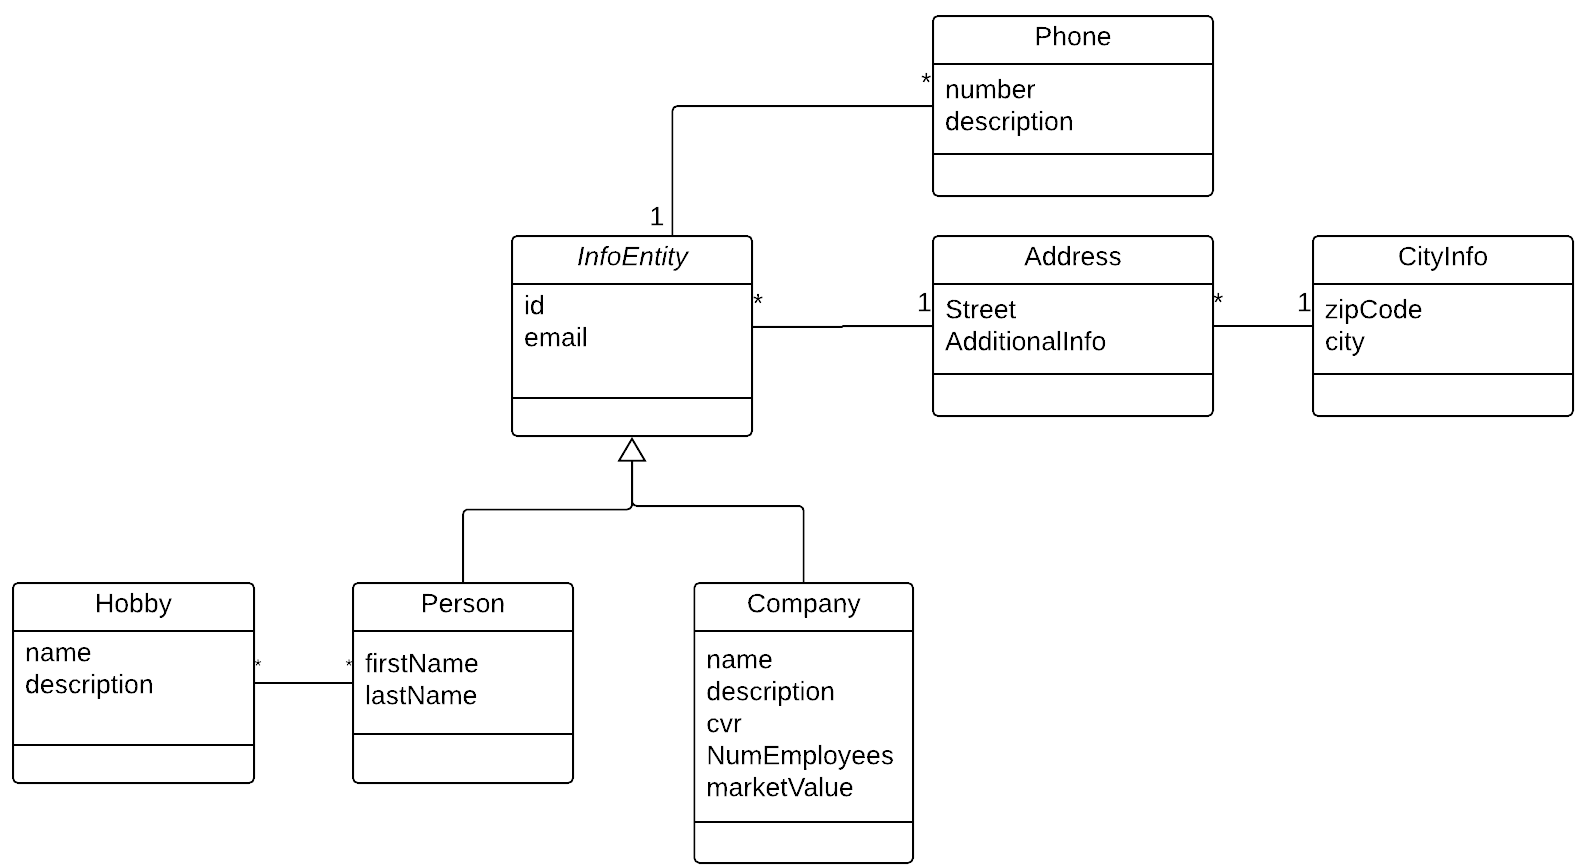 Phone
*
number
description
1
InfoEntity
id
email
*
1
Address
Street
AdditionalInfo
*
1
CityInfo
zipCode
city
Hobby
name
description
*
*
Person
firstName
lastName
Company
name
description
cvr
NumEmployees
marketValue